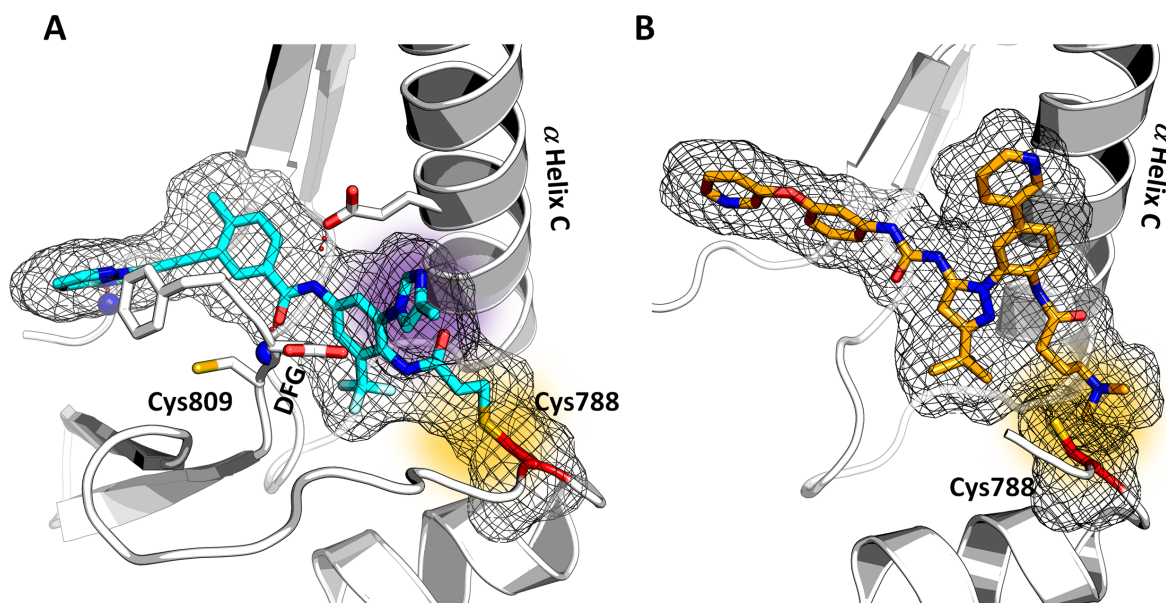 A
B
α Helix C
α Helix C
DFG
Cys809
Cys788
Cys788